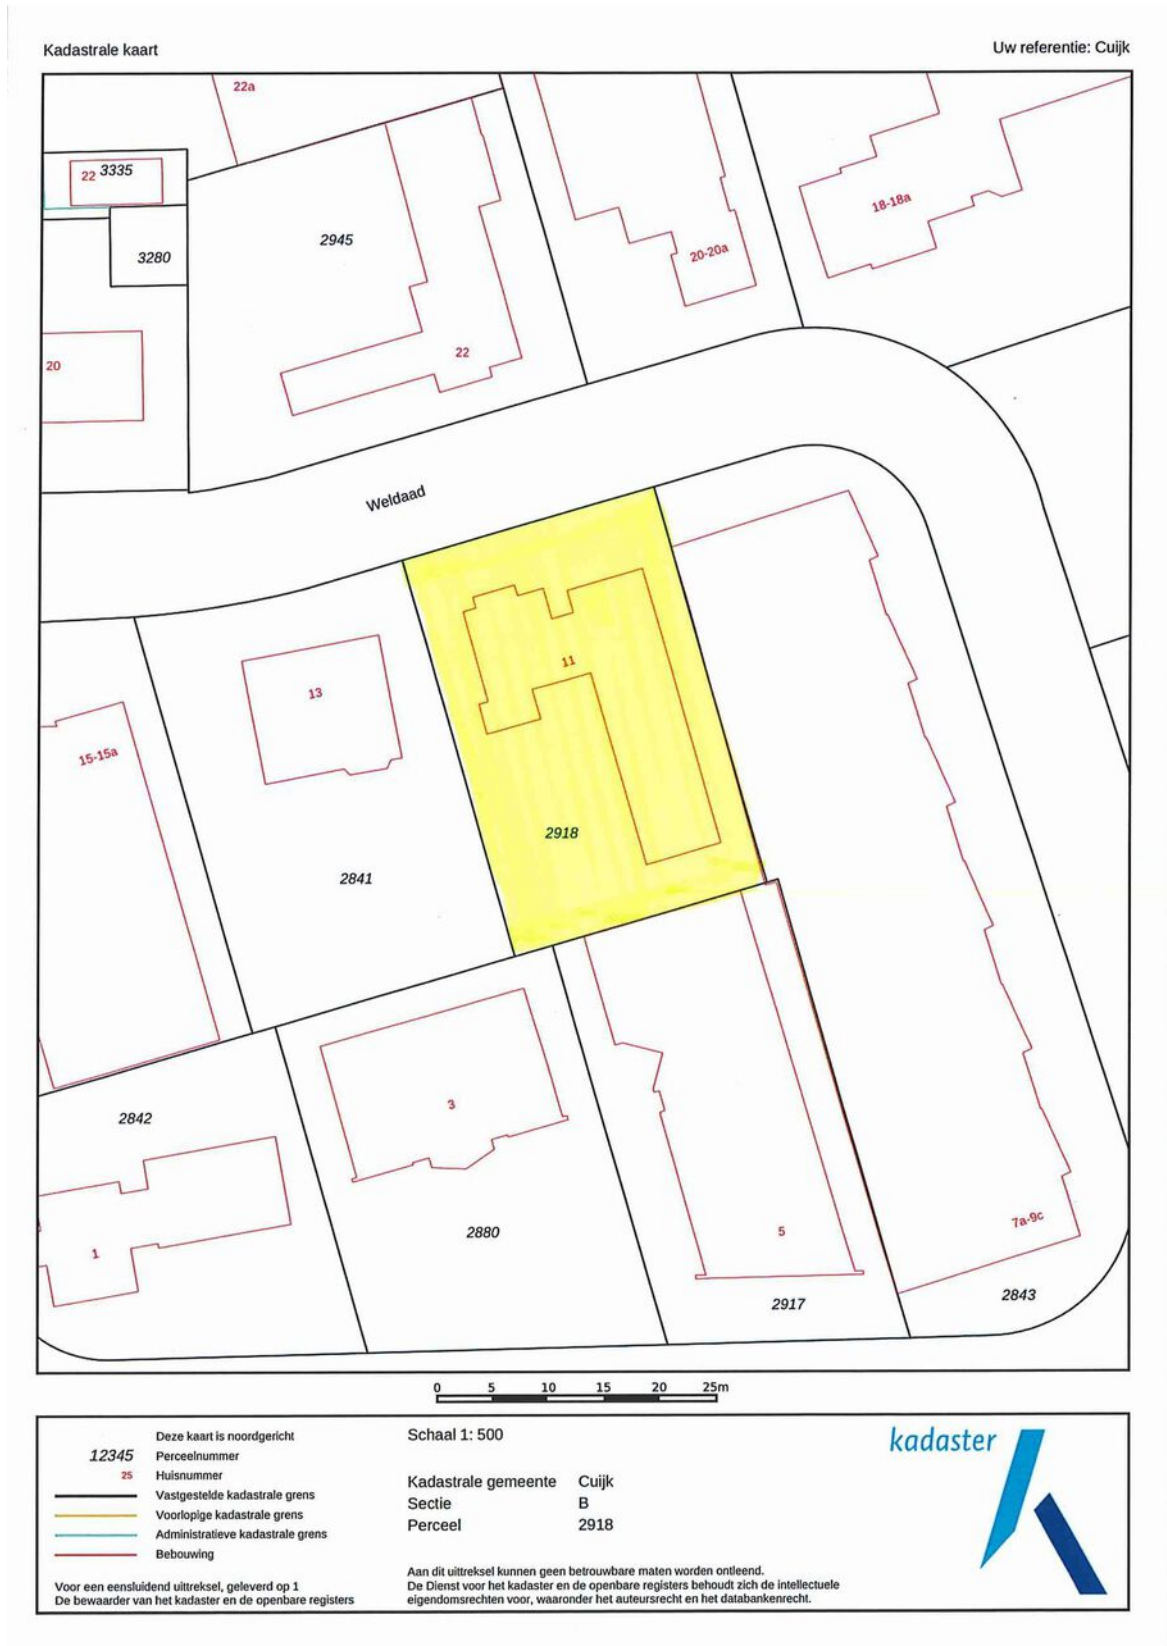 Kadastrale kaart
Uw referentie: Cuijk
22a
22 3335
3280
2945
20-20a
18-18a
20
22
Weldaad
11
13
15-15a
2918
2841
2842
3
2880
1
5
7a-9c
2917
2843
0 5 10 15 20 25m
Deze kaart is noordgericht
12345 Perceelnummer
25 Huisnummer
Vastgestelde kadastrale grens
Voorlopige kadastrale grens
Administratieve kadastrale grens
Bebouwing
Voor een eensluidend uittreksel, geleverd op 1
De bewaarder van het kadaster en de openbare registers
Schaal 1: 500
Kadastrale gemeente Cuijk
Sectie B
Perceel 2918
Aan dit uittreksel kunnen geen betrouwbare maten worden ontleend.
De Dienst voor het kadaster en de openbare registers behoudt zich de intellectuele
eigendomsrechten voor, waaronder het auteursrecht en het databankenrecht.
kadaster